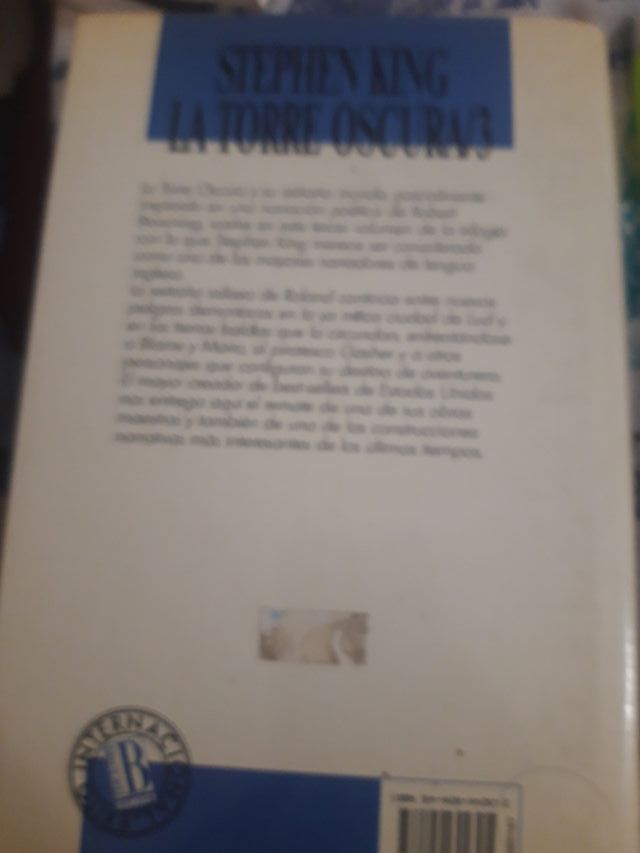 STEPHEN KING
LA TORRE OSCURA/3
La Torre Oscura y su extraño mundo, parcialmente
inspirado en una narración poética de Robert
Browning, vuelve en este tercer volumen de la trilogía
con la que Stephen King merece ser considerado
como uno de los mejores narradores de lengua
inglesa.
La extraña odisea de Roland continúa entre nuevos
peligros en la ya mítica ciudad de Lud y
en las tierras baldías que la circundan, enfrentándose
a Blaine y Mono, al pirotesco Gasher y a otros
personajes que configuran su destino de aventurero.
El mayor creador de best-sellers de Estados Unidos
nos entrega aquí el remate de una de sus obras
maestras y también de una de las construcciones
narrativas más interesantes de los últimos tiempos.
INTERNACIONAL
B
ISBN